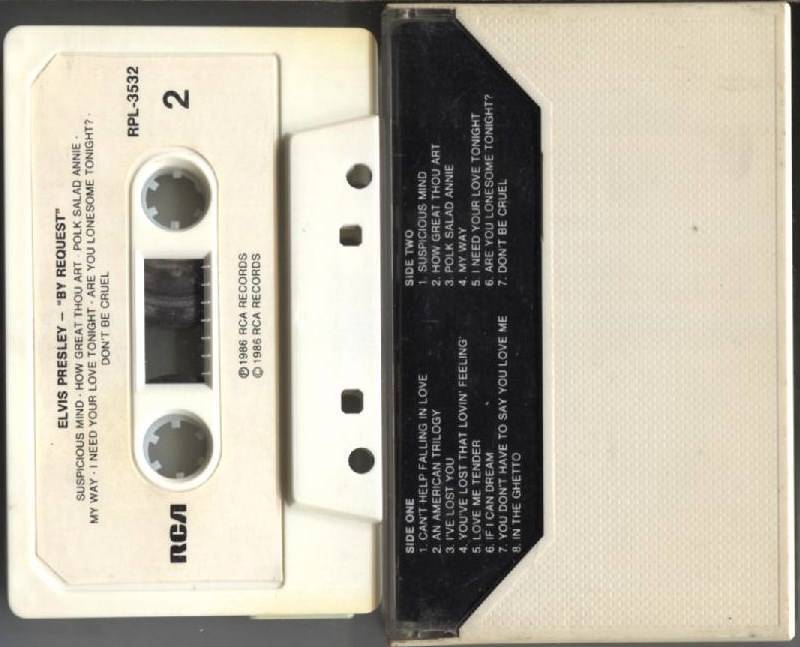 ELVIS PRESLEY – "BY REQUEST"
SUSPICIOUS MIND · HOW GREAT THOU ART · POLK SALAD ANNIE ·
MY WAY · I NEED YOUR LOVE TONIGHT · ARE YOU LONESOME TONIGHT? ·
DON'T BE CRUEL
RPL-3532
2
RCA
℗ 1986 RCA RECORDS
© 1986 RCA RECORDS
SIDE ONE
1. CAN'T HELP FALLING IN LOVE
2. AN AMERICAN TRILOGY
3. I'VE LOST YOU
4. YOU'VE LOST THAT LOVIN' FEELING'
5. LOVE ME TENDER
6. IF I CAN DREAM
7. YOU DON'T HAVE TO SAY YOU LOVE ME
8. IN THE GHETTO
SIDE TWO
1. SUSPICIOUS MIND
2. HOW GREAT THOU ART
3. POLK SALAD ANNIE
4. MY WAY
5. I NEED YOUR LOVE TONIGHT
6. ARE YOU LONESOME TONIGHT?
7. DON'T BE CRUEL